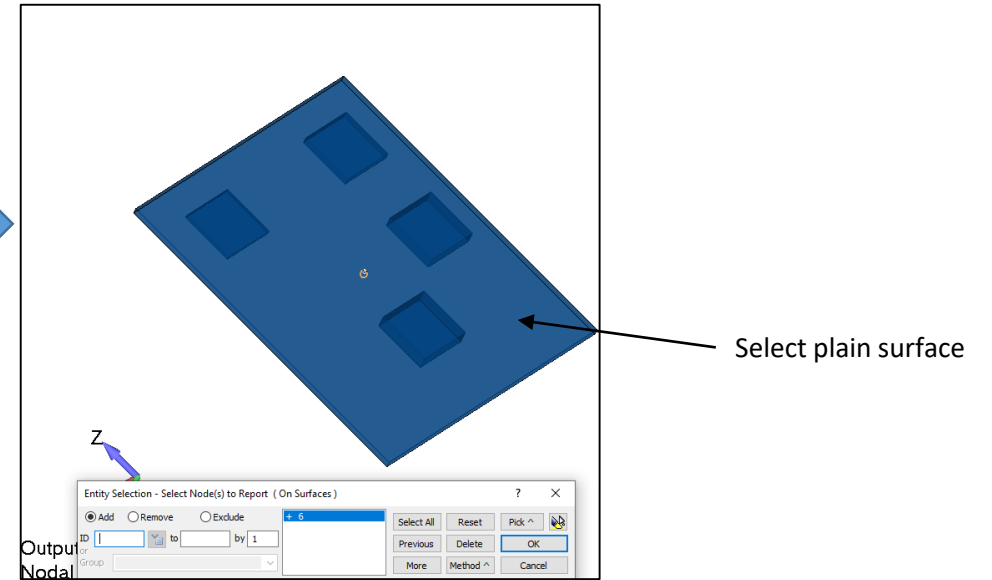 Select plain surface
Z
Entity Selection - Select Node(s) to Report ( On Surfaces )
? ×
Add Remove Exclude
+ 6
Select All Reset Pick ^
ID to by 1
or
Previous Delete OK
Group
More Method ^ Cancel
Output
Nodal